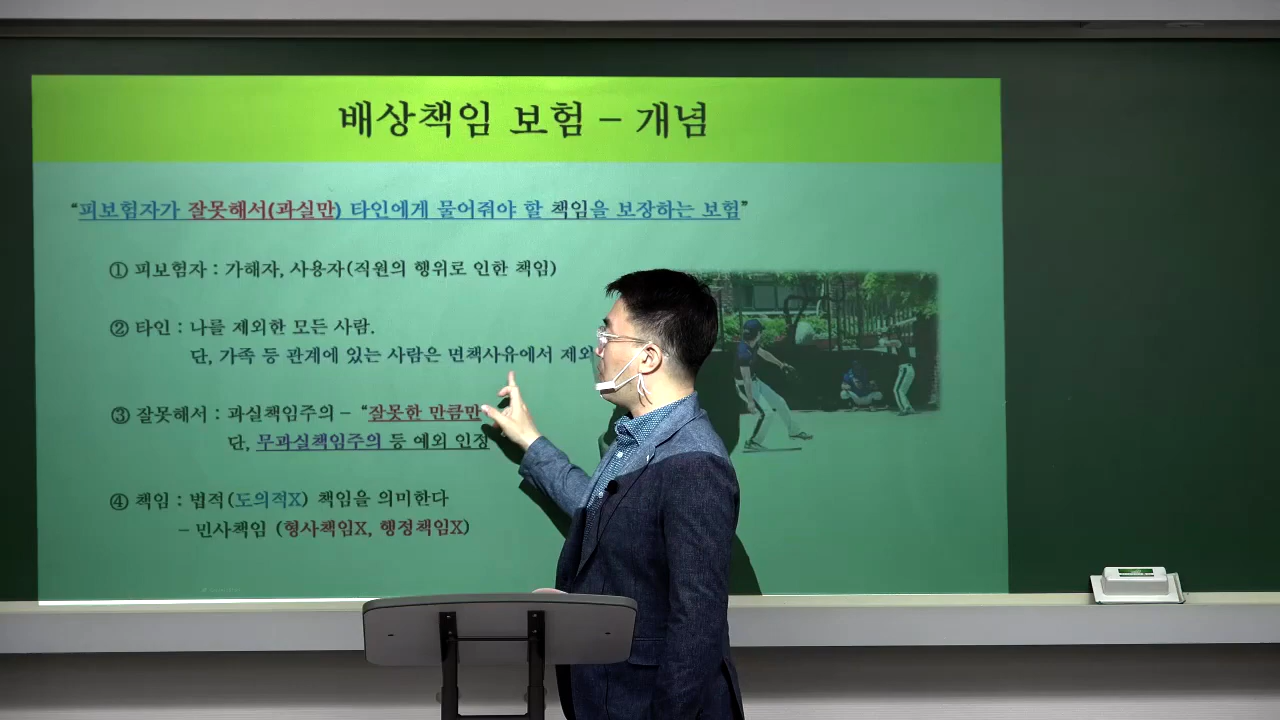 배상책임 보험 – 개념
“피보험자가 잘못해서(과실만) 타인에게 물어줘야 할 책임을 보장하는 보험”
① 피보험자 : 가해자, 사용자(직원의 행위로 인한 책임)
② 타인 : 나를 제외한 모든 사람.
단, 가족 등 관계에 있는 사람은 면책사유에서 제외
③ 잘못해서 : 과실책임주의 – “잘못한 만큼만
단, 무과실책임주의 등 예외 인정
④ 책임 : 법적(도의적X) 책임을 의미한다
– 민사책임 (형사책임X, 행정책임X)